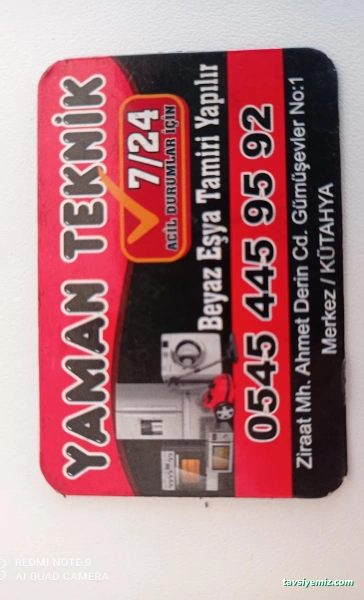 YAMAN TEKNİK
7/24
ACİL DURUMLAR İÇİN
Beyaz Eşya Tamiri Yapılır
0545 445 95 92
Ziraat Mh. Ahmet Derin Cd. Gümüşevler No:1
Merkez / KÜTAHYA
REDMI NOTE 9
AI QUAD CAMERA
tavsiyemiz.com